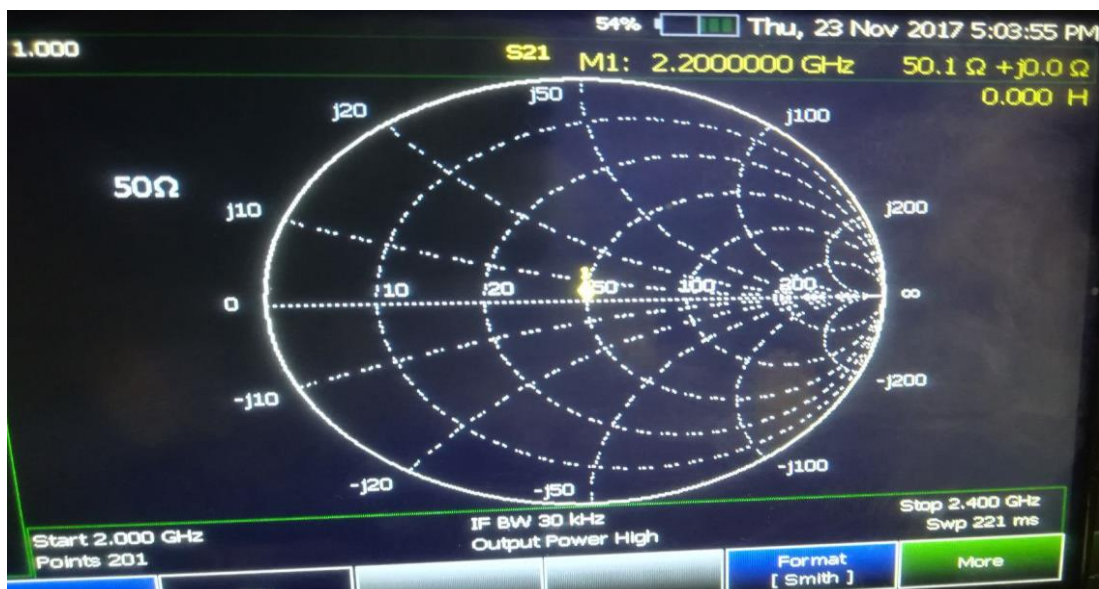 54% Thu, 23 Nov 2017 5:03:55 PM
1.000
S21 M1: 2.2000000 GHz 50.1 Ω +j0.0 Ω
0.000 H
j50
j20
j100
50Ω
j10
j200
1
0 10 20 50 100 200 ∞
-j10
-j200
-j20
-j50
-j100
Start 2.000 GHz IF BW 30 kHz Stop 2.400 GHz
Points 201 Output Power High Swp 221 ms
Format More
[ Smith ]